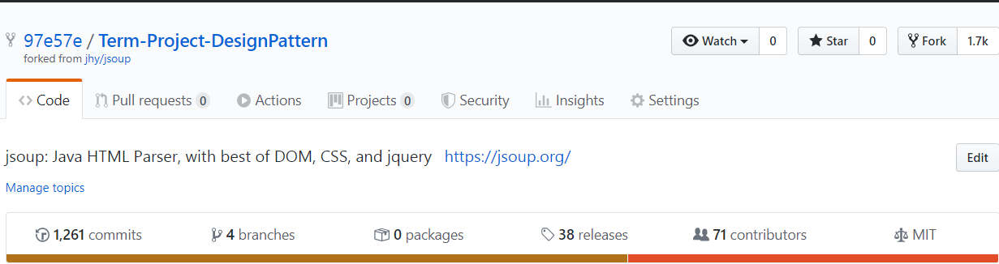 97e57e / Term-Project-DesignPattern Watch 0 Star 0 Fork 1.7k
forked from jhy/jsoup
Code Pull requests 0 Actions Projects 0 Security Insights Settings
jsoup: Java HTML Parser, with best of DOM, CSS, and jquery https://jsoup.org/ Edit
Manage topics
1,261 commits 4 branches 0 packages 38 releases 71 contributors MIT